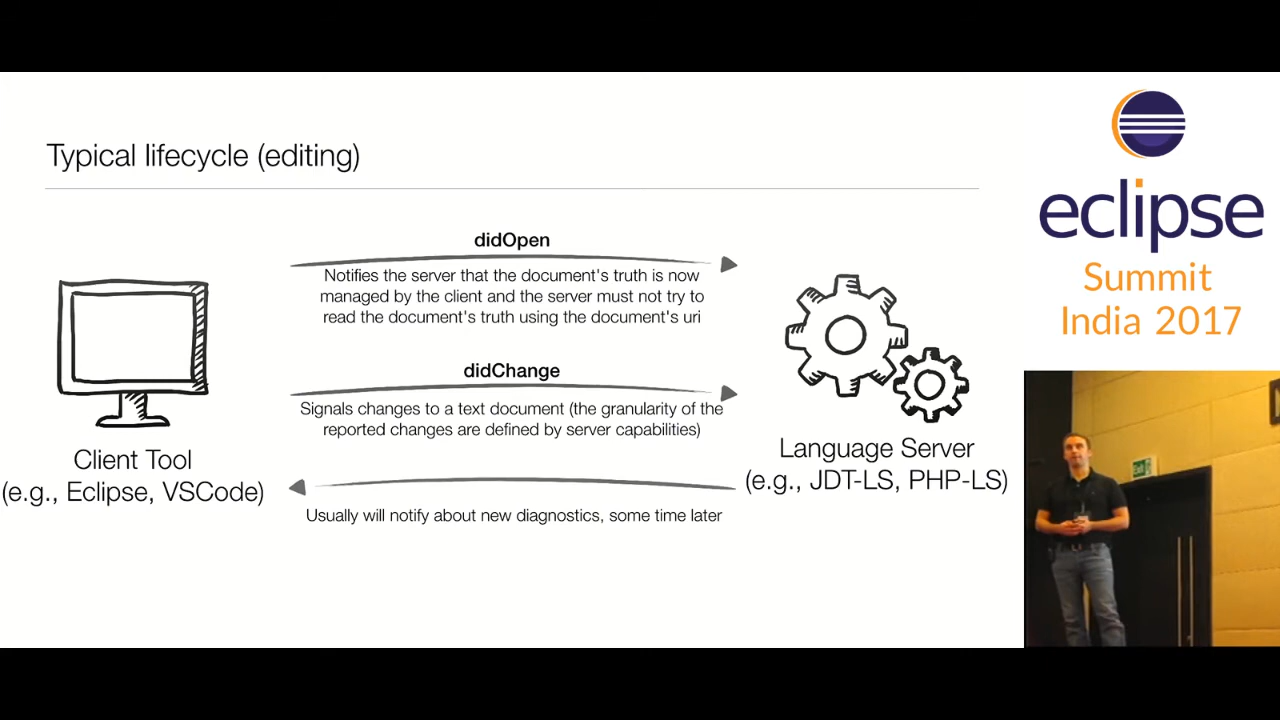 Typical lifecycle (editing)
didOpen
Notifies the server that the document's truth is now
managed by the client and the server must not try to
read the document's truth using the document's uri
didChange
Signals changes to a text document (the granularity of the
reported changes are defined by server capabilities)
Usually will notify about new diagnostics, some time later
Client Tool
(e.g., Eclipse, VSCode)
Language Server
(e.g., JDT-LS, PHP-LS)
eclipse
Summit
India 2017
Exit